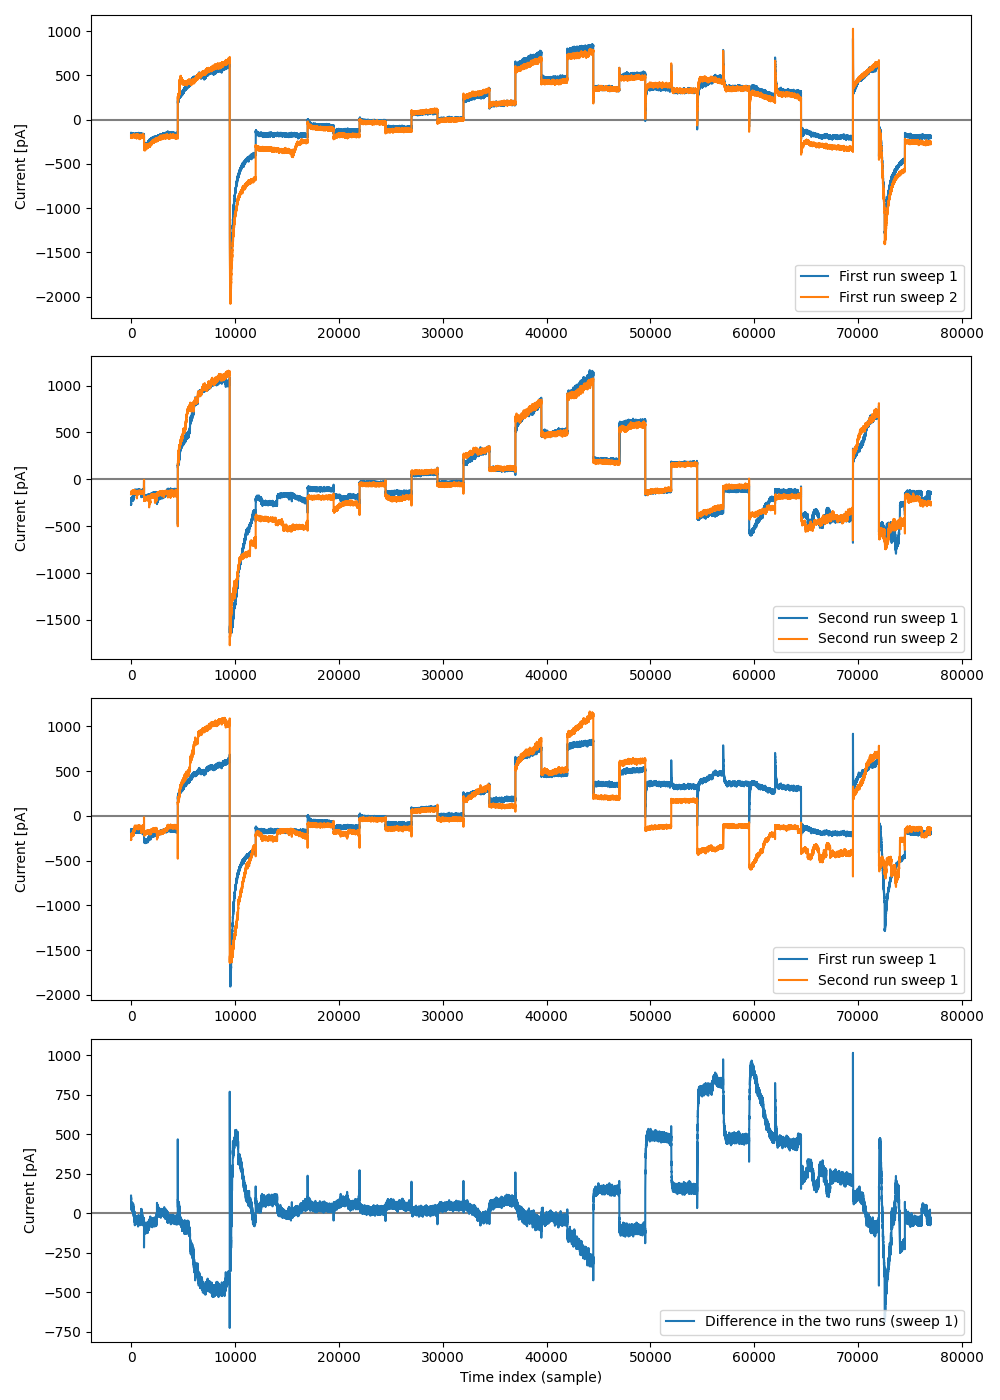 1000
500
0
−500
−1000
−1500
−2000
Current [pA]
First run sweep 1
First run sweep 2
0 10000 20000 30000 40000 50000 60000 70000 80000
1000
500
0
−500
−1000
−1500
Current [pA]
Second run sweep 1
Second run sweep 2
0 10000 20000 30000 40000 50000 60000 70000 80000
1000
500
0
−500
−1000
−1500
−2000
Current [pA]
First run sweep 1
Second run sweep 1
0 10000 20000 30000 40000 50000 60000 70000 80000
1000
750
500
250
0
−250
−500
−750
Current [pA]
Difference in the two runs (sweep 1)
0 10000 20000 30000 40000 50000 60000 70000 80000
Time index (sample)